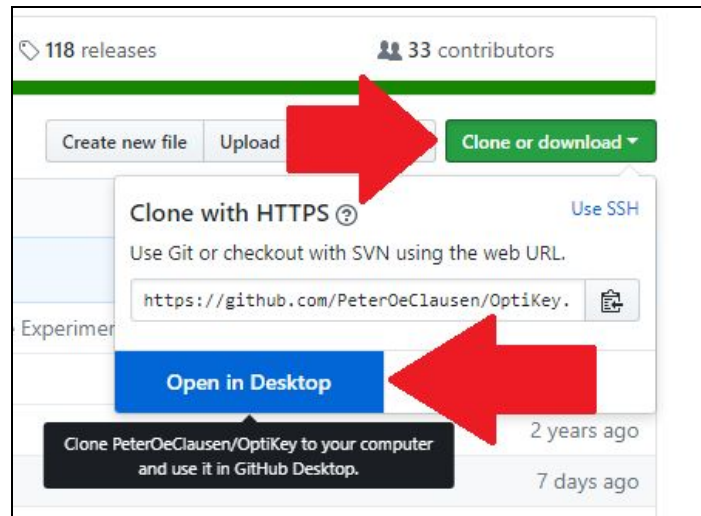 118 releases
33 contributors
Create new file
Upload
Clone or download
Clone with HTTPS
Use SSH
Use Git or checkout with SVN using the web URL.
https://github.com/PeterOeClausen/OptiKey.
Experimen
Open in Desktop
Clone PeterOeClausen/OptiKey to your computer
and use it in GitHub Desktop.
2 years ago
7 days ago